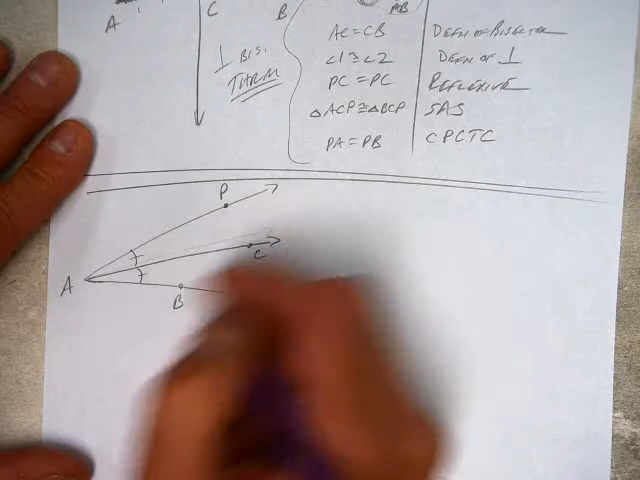 A C B PB
AC = CB DEFN OF BISECTOR
⊥ BIS. THRM
∠1 ≅ ∠2 DEFN OF ⊥
PC = PC REFLEXIVE
△ACP ≅ △BCP SAS
PA = PB CPCTC
P
C
A
B